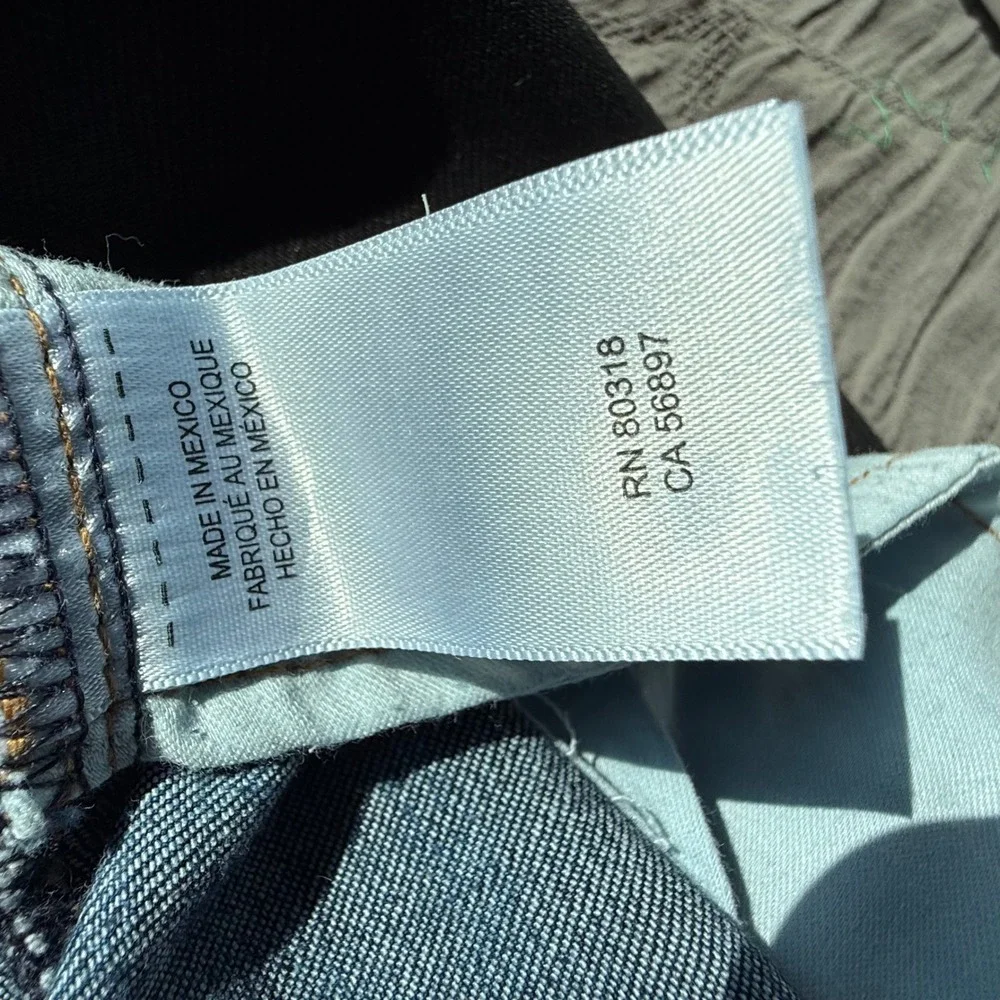 MADE IN MEXICO
FABRIQUÉ AU MEXIQUE
HECHO EN MÉXICO
RN 80318
CA 56897